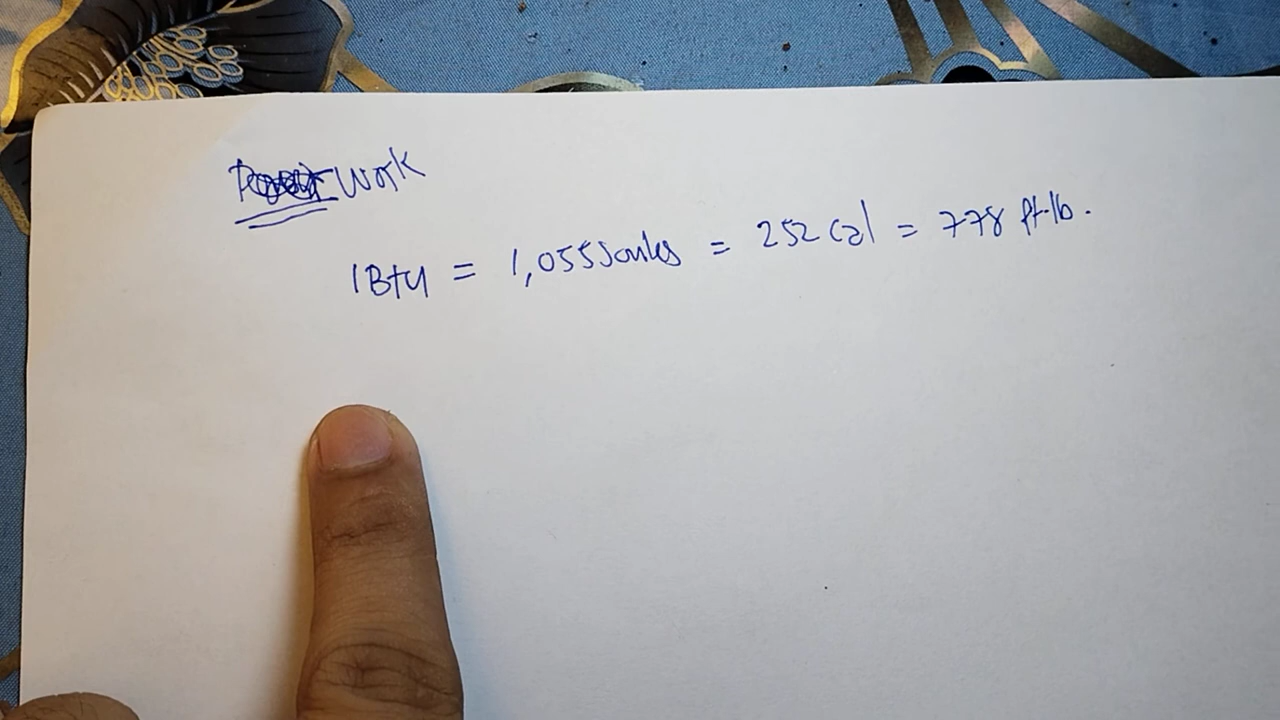 Work
1Btu = 1,055Joules = 252 Cal = 778 ft-lb.